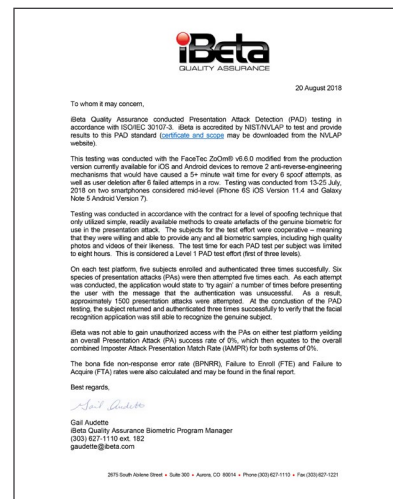 iBeta
QUALITY ASSURANCE
20 August 2018
To whom it may concern,
iBeta Quality Assurance conducted Presentation Attack Detection (PAD) testing in
accordance with ISO/IEC 30107-3. iBeta is accredited by NIST/NVLAP to test and provide
results to this PAD standard (certificate and scope may be downloaded from the NVLAP
website).
This testing was conducted with the FaceTec ZoOm® v6.6.0 modified from the production
version currently available for iOS and Android devices to remove 2 anti-reverse-engineering
mechanisms that would have caused a 5+ minute wait time for every 6 spoof attempts, as
well as user deletion after 6 failed attempts in a row. Testing was conducted from 13-25 July,
2018 on two smartphones considered mid-level (iPhone 6S iOS Version 11.4 and Galaxy
Note 5 Android Version 7).
Testing was conducted in accordance with the contract for a level of spoofing technique that
only utilized simple, readily available methods to create artefacts of the genuine biometric for
use in the presentation attack. The subjects for the test effort were cooperative – meaning
that they were willing and able to provide any and all biometric samples, including high quality
photos and videos of their likeness. The test time for each PAD test per subject was limited
to eight hours. This is considered a Level 1 PAD test effort (first of three levels).
On each test platform, five subjects enrolled and authenticated three times successfully. Six
species of presentation attacks (PAs) were then attempted five times each. As each attempt
was conducted, the application would state to 'try again' a number of times before presenting
the user with the message that the authentication was unsuccessful. As a result,
approximately 1500 presentation attacks were attempted. At the conclusion of the PAD
testing, the subject returned and authenticated three times successfully to verify that the facial
recognition application was still able to recognize the genuine subject.
iBeta was not able to gain unauthorized access with the PAs on either test platform yeilding
an overall Presentation Attack (PA) success rate of 0%, which then equates to the overall
combined Imposter Attack Presentation Match Rate (IAMPR) for both systems of 0%.
The bona fide non-response error rate (BPNRR), Failure to Enroll (FTE) and Failure to
Acquire (FTA) rates were also calculated and may be found in the final report.
Best regards,
Gail Audette
Gail Audette
iBeta Quality Assurance Biometric Program Manager
(303) 627-1110 ext. 182
gaudette@ibeta.com
2675 South Abilene Street • Suite 300 • Aurora, CO 80014 • Phone (303) 627-1110 • Fax (303) 627-1221